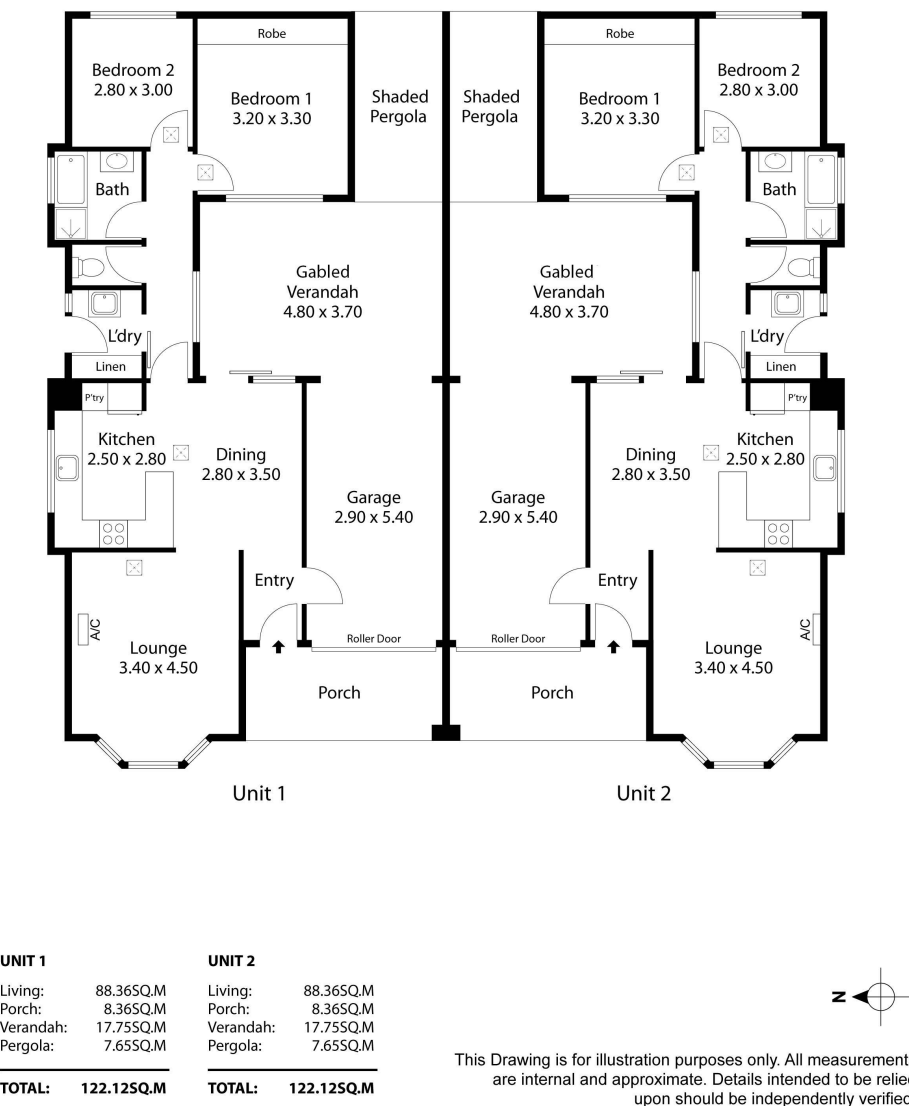 Robe
Robe
Bedroom 2
2.80 x 3.00
Bedroom 1
3.20 x 3.30
Shaded
Pergola
Shaded
Pergola
Bedroom 1
3.20 x 3.30
Bedroom 2
2.80 x 3.00
Bath
Bath
Gabled
Verandah
4.80 x 3.70
Gabled
Verandah
4.80 x 3.70
L'dry
L'dry
Linen
Linen
P'try
P'try
Kitchen
2.50 x 2.80
Dining
2.80 x 3.50
Garage
2.90 x 5.40
Garage
2.90 x 5.40
Dining
2.80 x 3.50
Kitchen
2.50 x 2.80
Entry
Entry
A/C
A/C
Roller Door
Roller Door
Lounge
3.40 x 4.50
Porch
Porch
Lounge
3.40 x 4.50
Unit 1
Unit 2
UNIT 1
Living: 88.36SQ.M
Porch: 8.36SQ.M
Verandah: 17.75SQ.M
Pergola: 7.65SQ.M
TOTAL: 122.12SQ.M
UNIT 2
Living: 88.36SQ.M
Porch: 8.36SQ.M
Verandah: 17.75SQ.M
Pergola: 7.65SQ.M
TOTAL: 122.12SQ.M
N
This Drawing is for illustration purposes only. All measurement
are internal and approximate. Details intended to be relie
upon should be independently verified